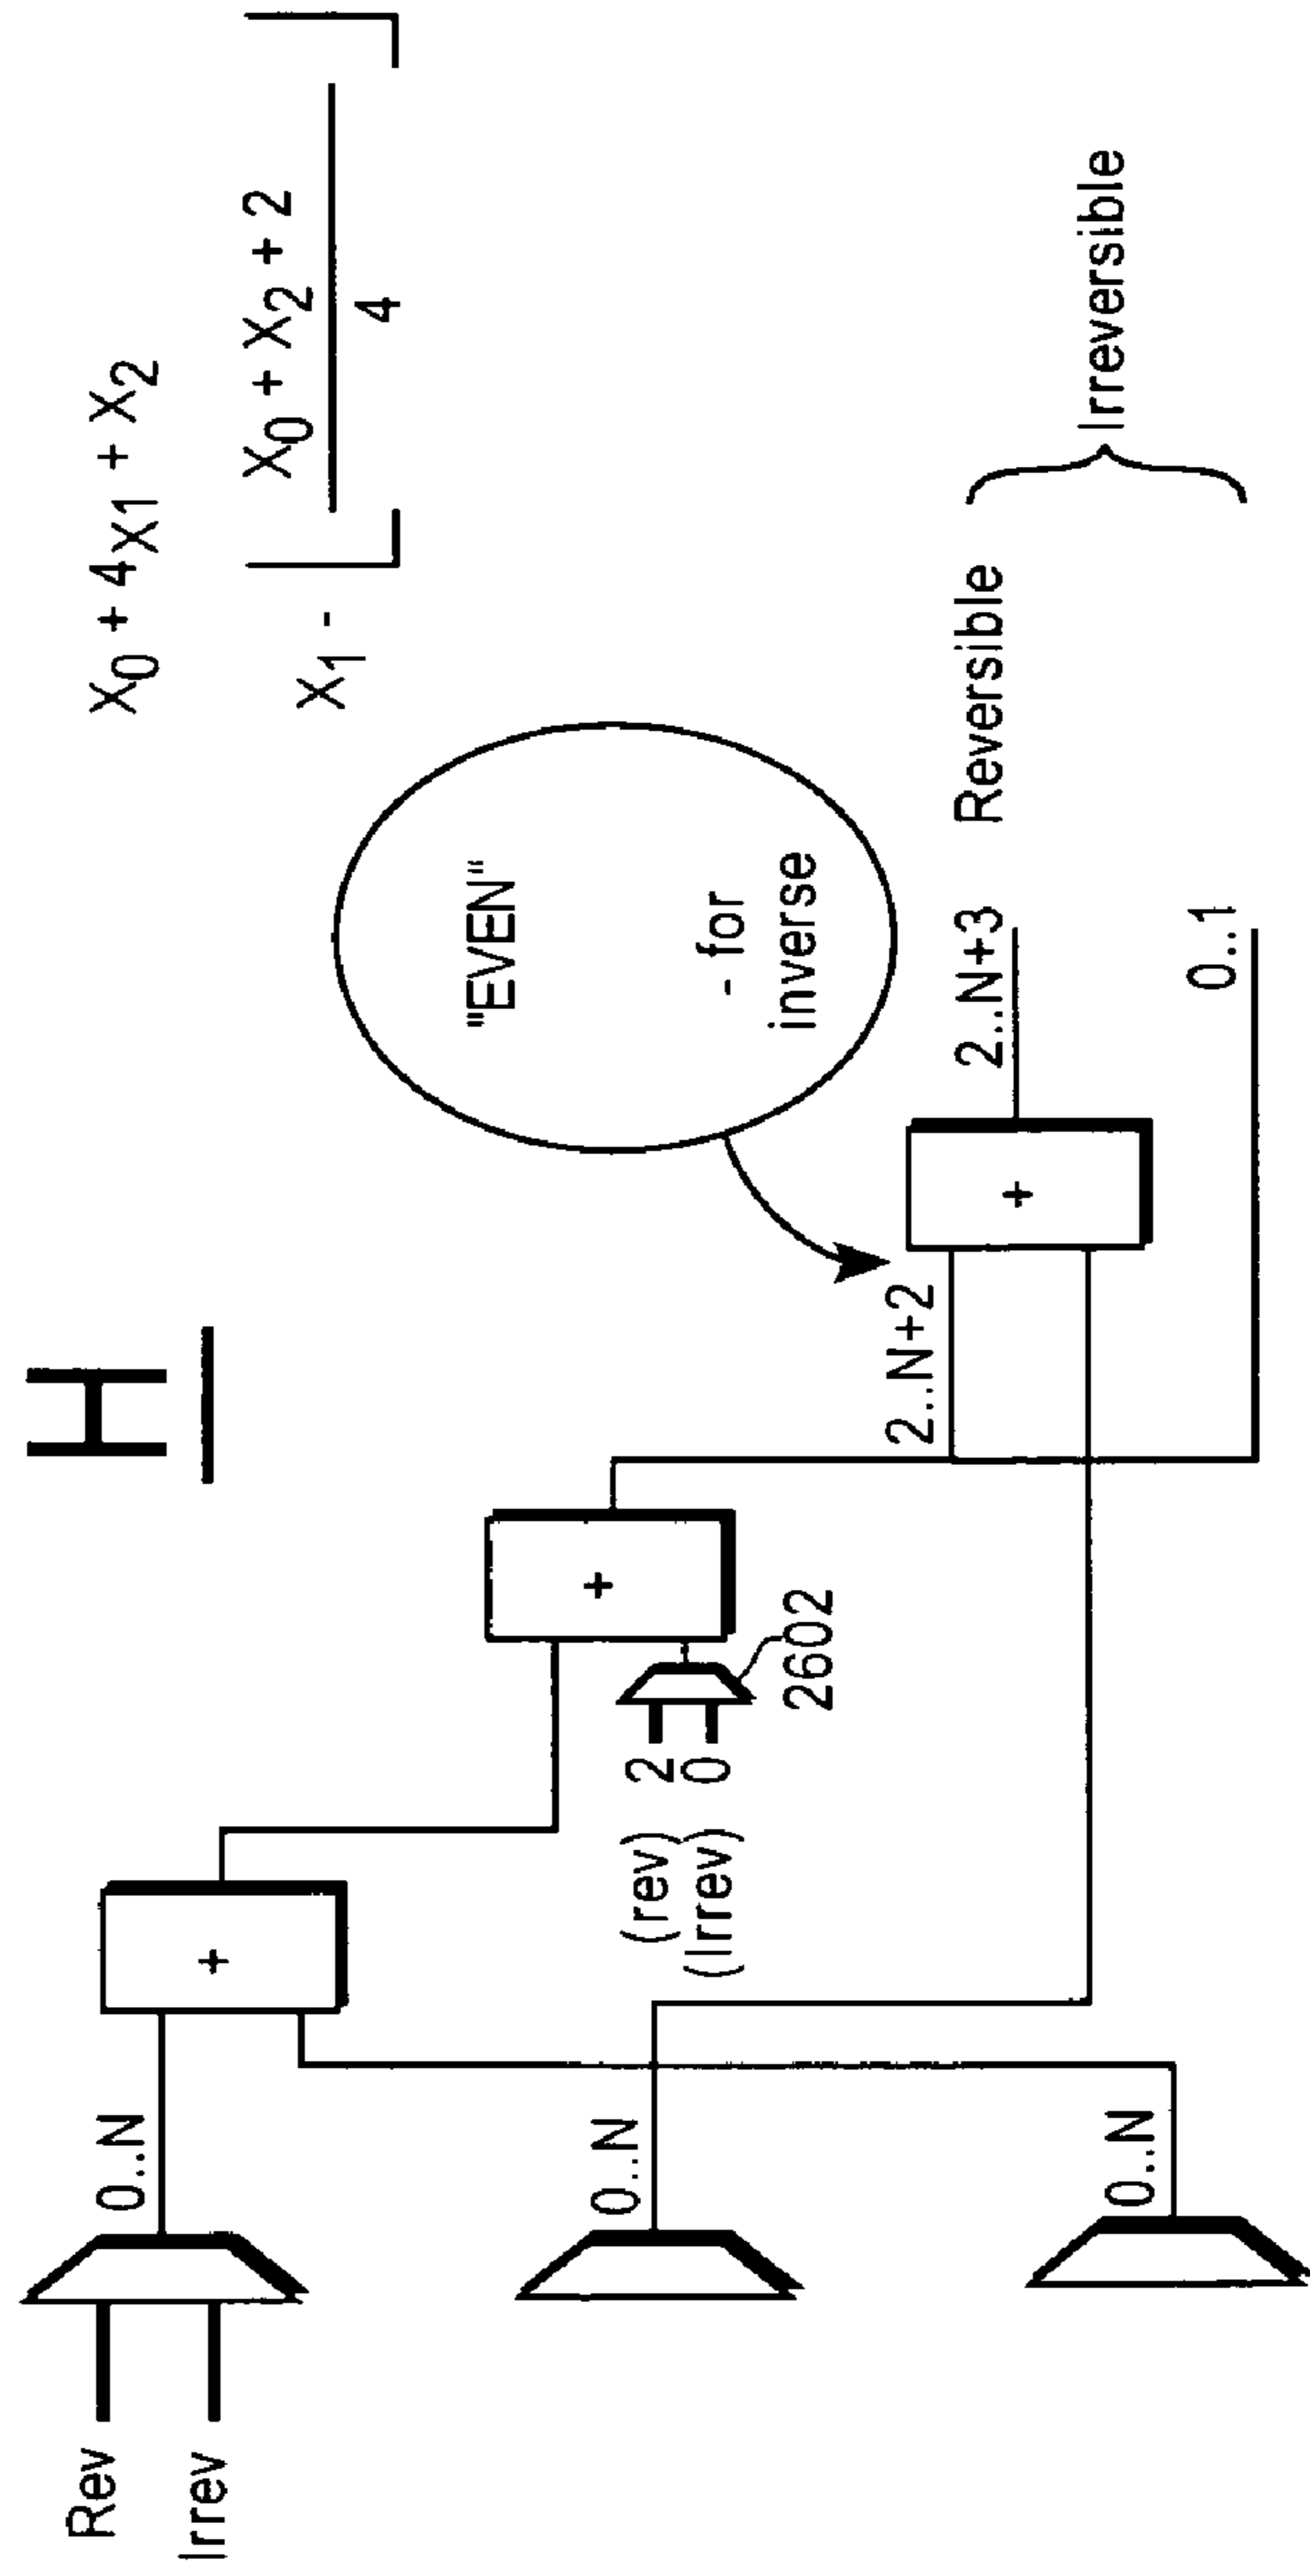 H
X0 + 4X1 + X2
X1 -
X0 + X2 + 2
4
Rev
Irrev
0..N
+
+
(rev) 2
(Irrev) 0
2602
"EVEN"
- for
inverse
0..N
2..N+2
+
2..N+3
Reversible
Irreversible
0..N
0..1